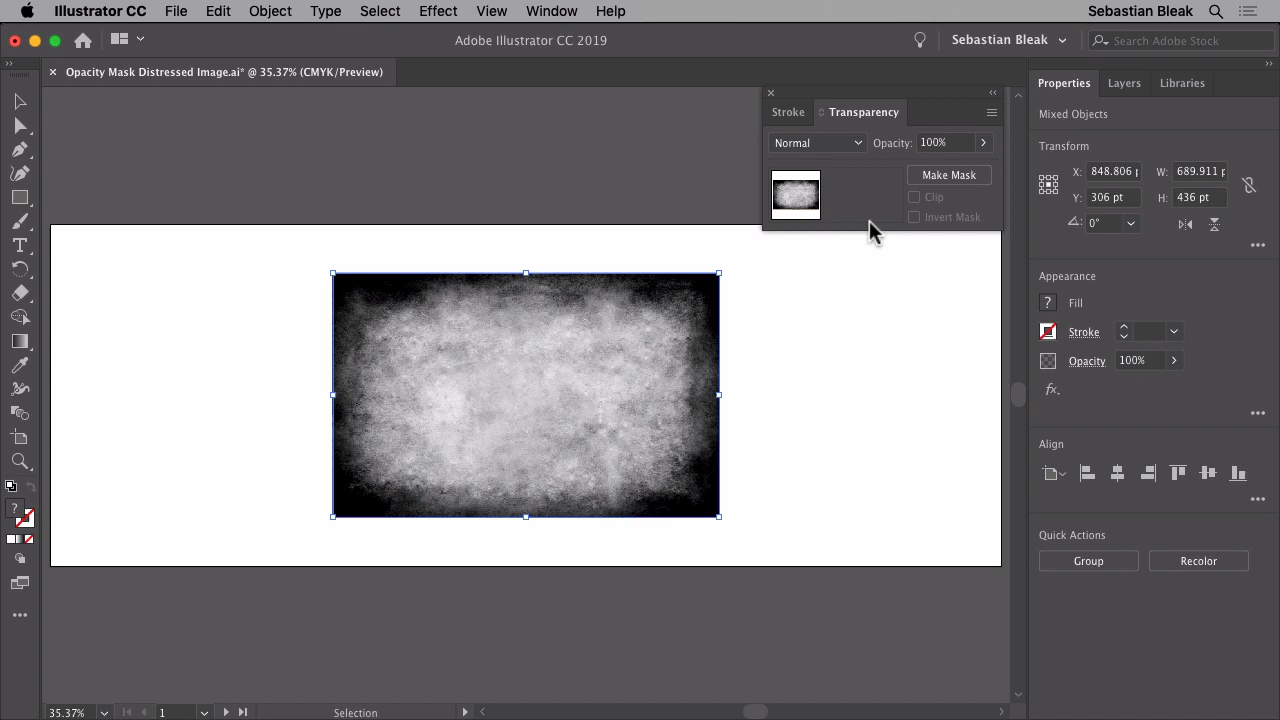 Illustrator CC File Edit Object Type Select Effect View Window Help Sebastian Bleak
Adobe Illustrator CC 2019 Sebastian Bleak Search Adobe Stock
× Opacity Mask Distressed Image.ai* @ 35.37% (CMYK/Preview)
Stroke Transparency
Normal Opacity: 100%
Make Mask
Clip
Invert Mask
Properties Layers Libraries
Mixed Objects
Transform
X: 848.806 p W: 689.911 p
Y: 306 pt H: 436 pt
0°
Appearance
? Fill
Stroke
Opacity 100%
fx.
Align
Quick Actions
Group Recolor
T
?
35.37% 1 Selection